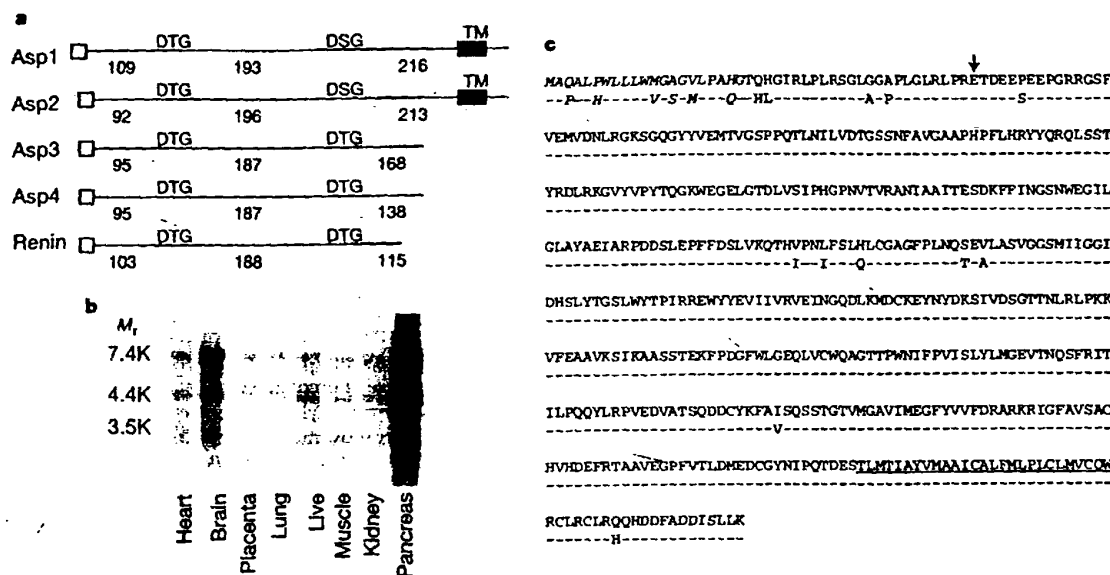 a
TM
DTG
DSG
Asp1
109
193
216
TM
DTG
DSG
Asp2
92
196
213
DTG
DTG
Asp3
95
187
168
DTG
DTG
Asp4
95
187
138
DTG
DTG
Renin
103
188
115
b
Mr
7.4K
4.4K
3.5K
Heart
Brain
Placenta
Lung
Live
Muscle
Kidney
Pancreas
c
MAQALPWLLLWMGAGVLPAHGTQHGIRLPLRSGLGGAPLGLRLPRETDEEPEEPGRRGSF
-P--H-----V-S-M---Q--HL----------A-P-------------S---------
VEMVDNLRGKSGQGYYVEMTVGSPPQTLNILVDTGSSNFAVGAAPHPFLHRYYQRQLSST
------------------------------------------------------------
YRDLRKGVYVPYTQGKWEGELGTDLVSIPHGPNVTVRANIAAITESDKFFINGSNWEGIL
------------------------------------------------------------
GLAYAEIARPDDSLEPFFDSLVKQTHVPNLFSLHLCGAGFPLNQSEVLASVGGSMIIGGI
--------------------------I--I---Q----------T-A-------------
DHSLYTGSLWYTPIRREWYYEVIIVRVEINGQDLKMDCKEYNYDKSIVDSGTTNLRLPKK
------------------------------------------------------------
VFEAAVKSIKAASSTEKFPDGFWLGEQLVCWQAGTTPWNIFPVISLYLMGEVTNQSFRIT
------------------------------------------------------------
ILPQQYLRPVEDVATSQDDCYKFAISQSSTGTVMGAVIMEGFYVVFDRARKRIGFAVSAC
------------------------V-----------------------------------
HVHDEFRTAAVEGPFVTLDMEDCGYNIPQTDESTLMTIAYVMAAICALFMLPLCLMVCQW
------------------------------------------------------------
RCLRCLRQQHDDFADDISLLK
-------H-------------